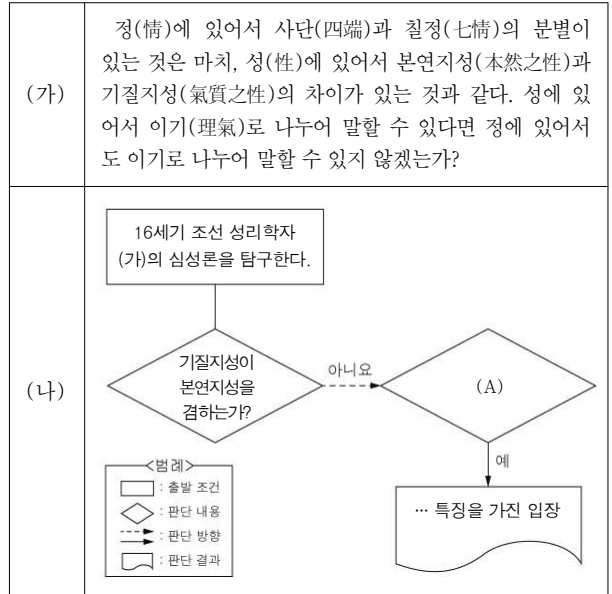 (가)
정(情)에 있어서 사단(四端)과 칠정(七情)의 분별이
있는 것은 마치, 성(性)에 있어서 본연지성(本然之性)과
기질지성(氣質之性)의 차이가 있는 것과 같다. 성에 있
어서 이기(理氣)로 나누어 말할 수 있다면 정에 있어서
도 이기로 나누어 말할 수 있지 않겠는가?
(나)
16세기 조선 성리학자
(가)의 심성론을 탐구한다.
기질지성이
본연지성을
겸하는가?
아니요
(A)
예
… 특징을 가진 입장
<범례>
: 출발 조건
: 판단 내용
: 판단 방향
: 판단 결과